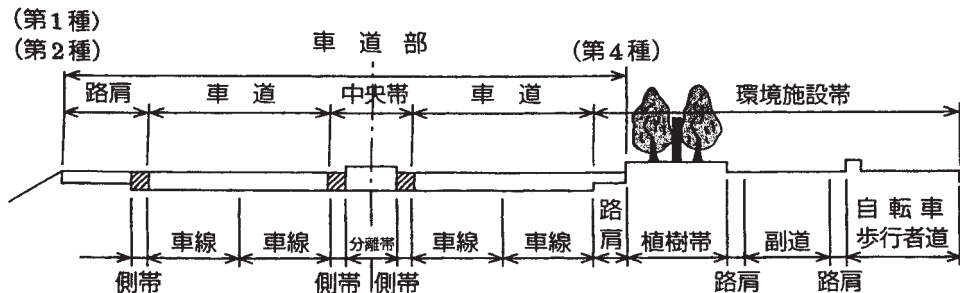 (第1種)
(第2種)
車道部
(第4種)
路肩 車道 中央帯 車道 環境施設帯
車線 車線 分離帯 車線 車線 路肩 植樹帯 副道 自転車歩行者道
側帯 側帯 側帯 路肩 路肩